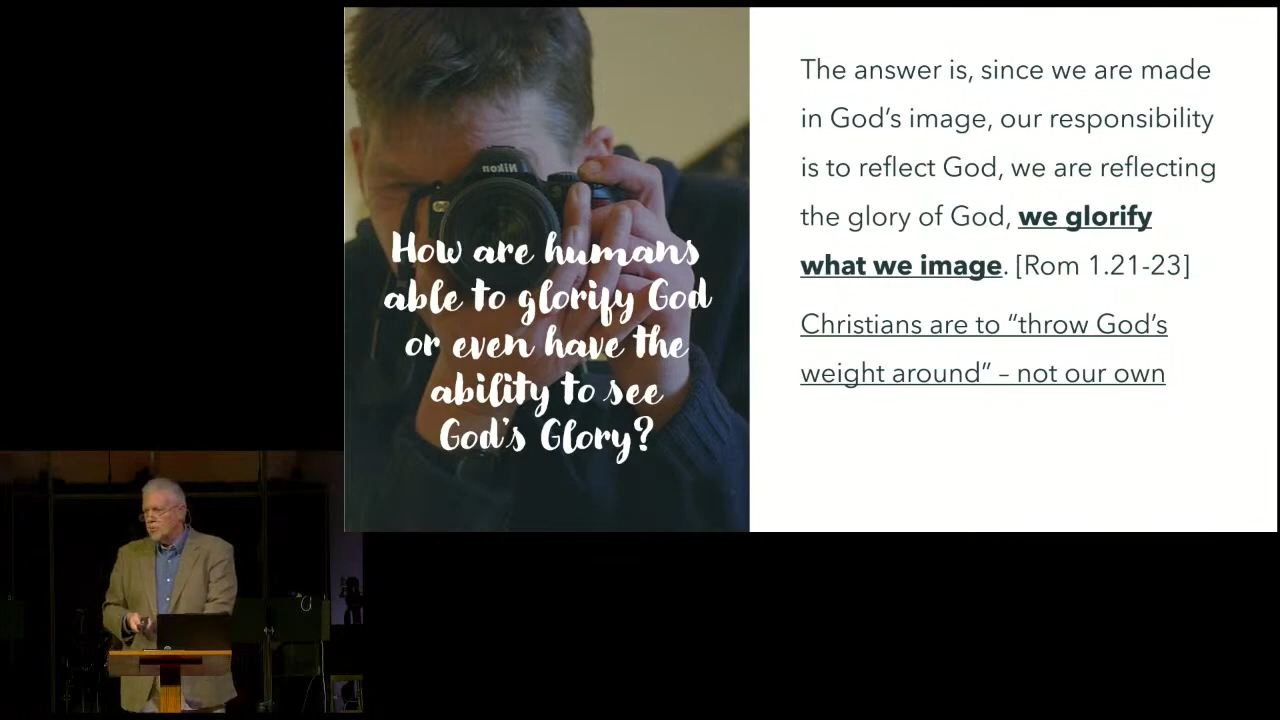 Nikon
How are humans
able to glorify God
or even have the
ability to see
God's Glory?
The answer is, since we are made
in God's image, our responsibility
is to reflect God, we are reflecting
the glory of God, we glorify
what we image. [Rom 1.21-23]
Christians are to “throw God's
weight around” – not our own